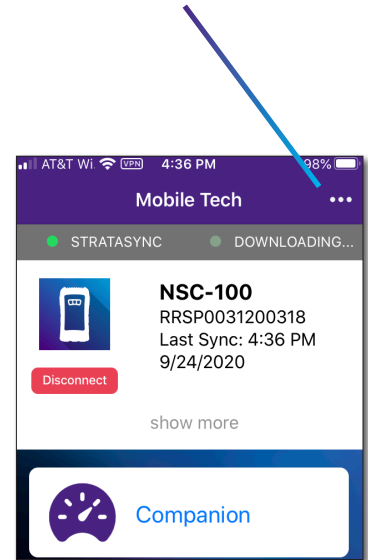 AT&T Wi. VPN 4:36 PM 98%
Mobile Tech •••
STRATASYNC DOWNLOADING...
NSC-100
RRSP0031200318
Last Sync: 4:36 PM
9/24/2020
Disconnect
show more
Companion